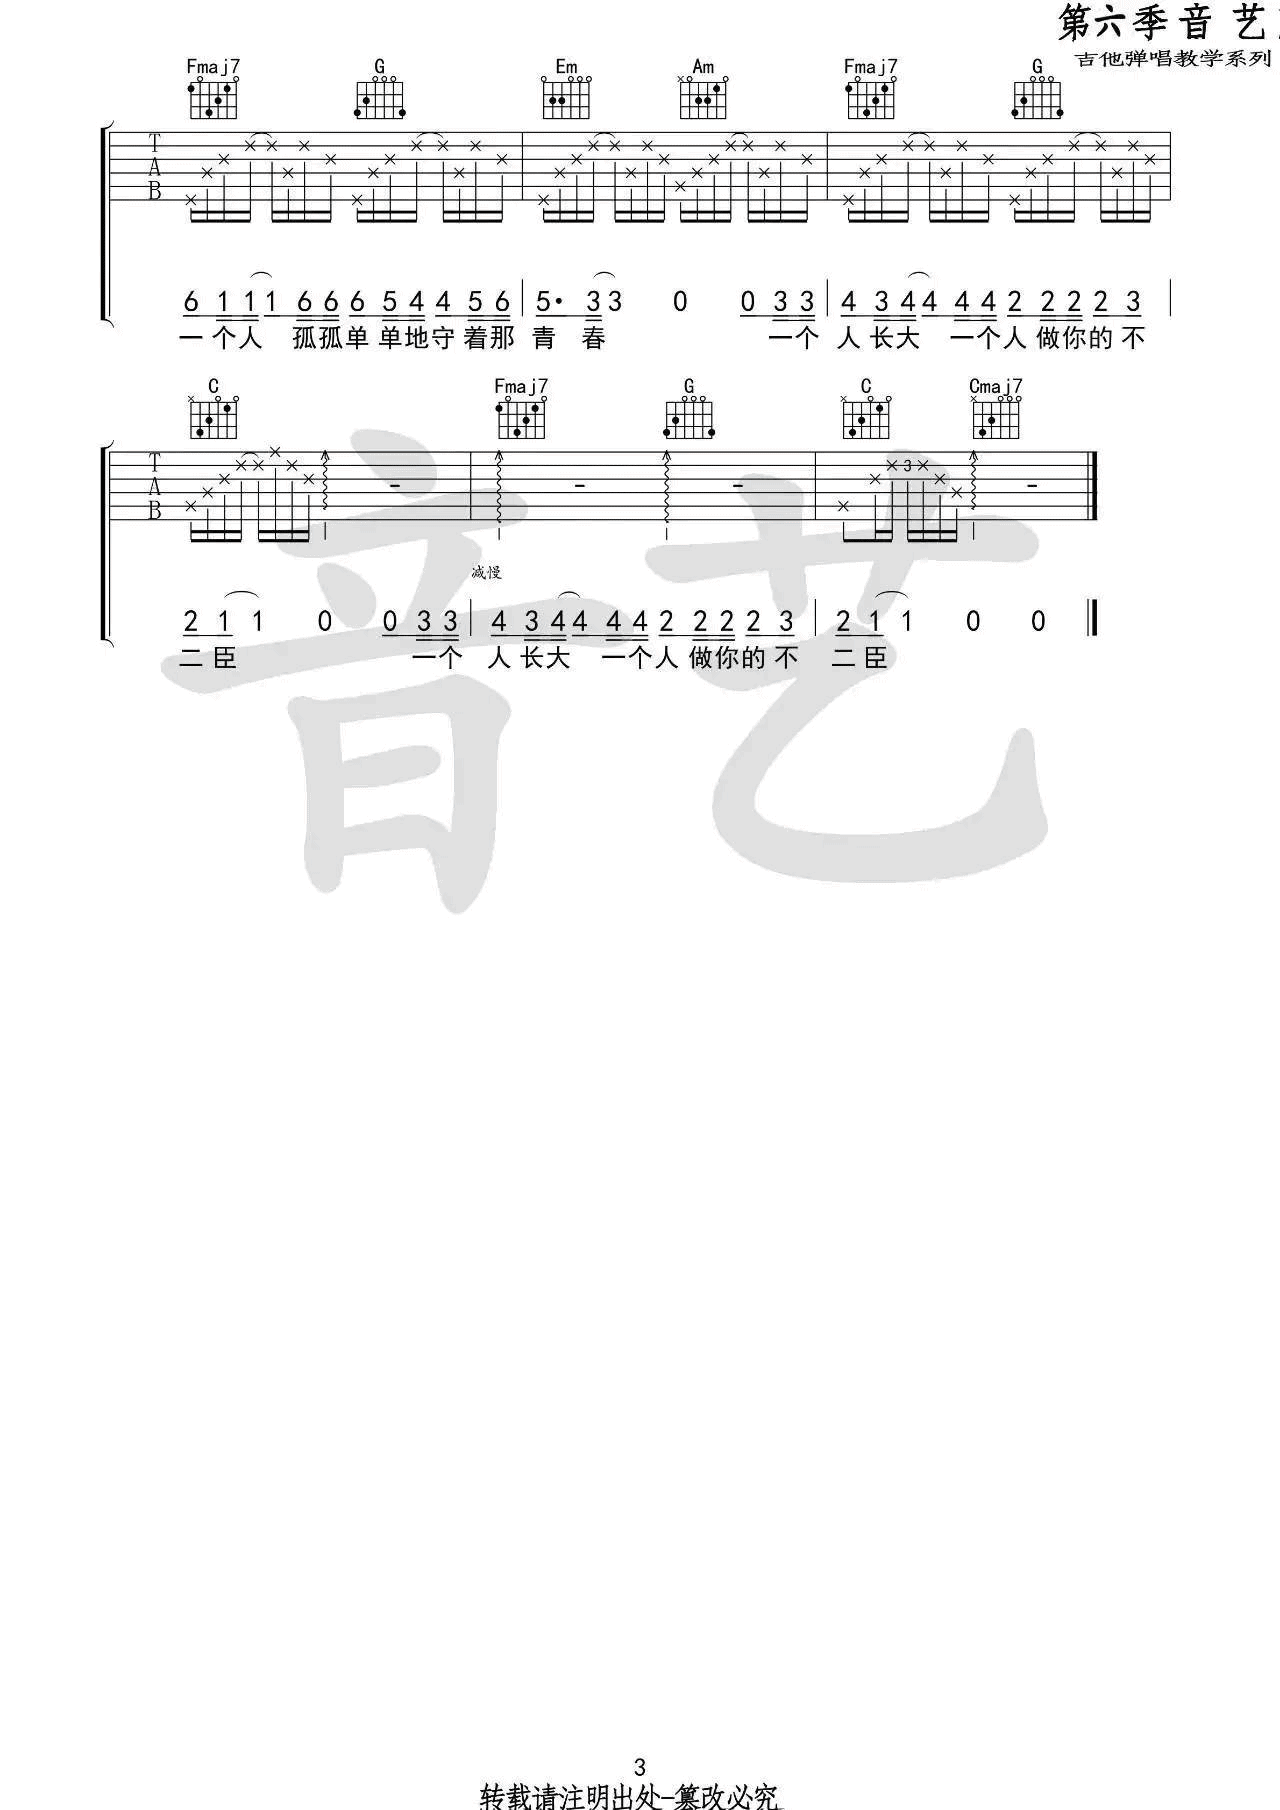 第六季音 艺
吉他弹唱教学系列
Fmaj7 G Em Am Fmaj7 G
T
A
B
6 1 1 1 6 6 6 5 4 4 5 6 5· 3 3 0 0 3 3 4 3 4 4 4 4 2 2 2 2 3
一 个人 孤孤单 单地守 着那 青 春 一个 人 长大 一个人 做你的 不
C Fmaj7 G C Cmaj7
T
A
B
3
- - - -
减慢
2 1 1 0 0 3 3 4 3 4 4 4 4 2 2 2 2 3 2 1 1 0 0
二 臣 一个 人 长大 一个人 做你的 不 二 臣
音艺
3
转载请注明出处-篡改必究